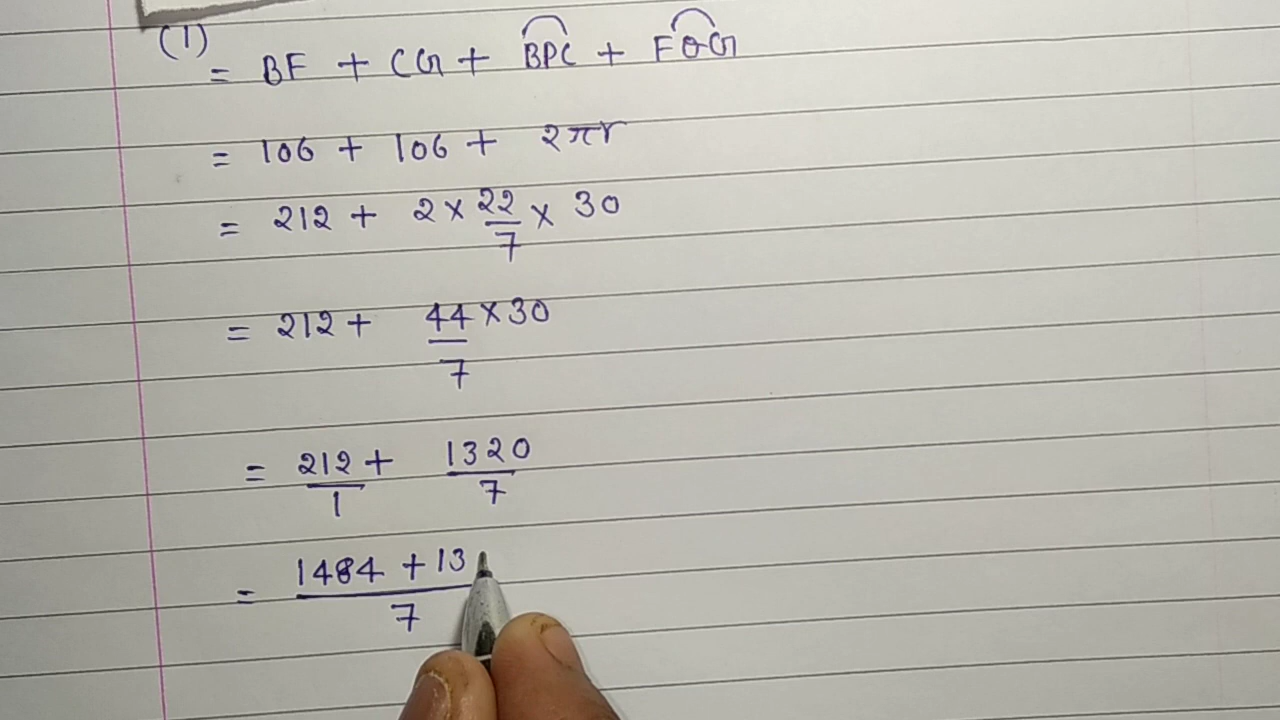 (1)
= BF + CG + BPC + FQG
= 106 + 106 + 2πr
= 212 + 2 × 22/7 × 30
= 212 + 44/7 × 30
= 212/1 + 1320/7
= 1484 + 13/7